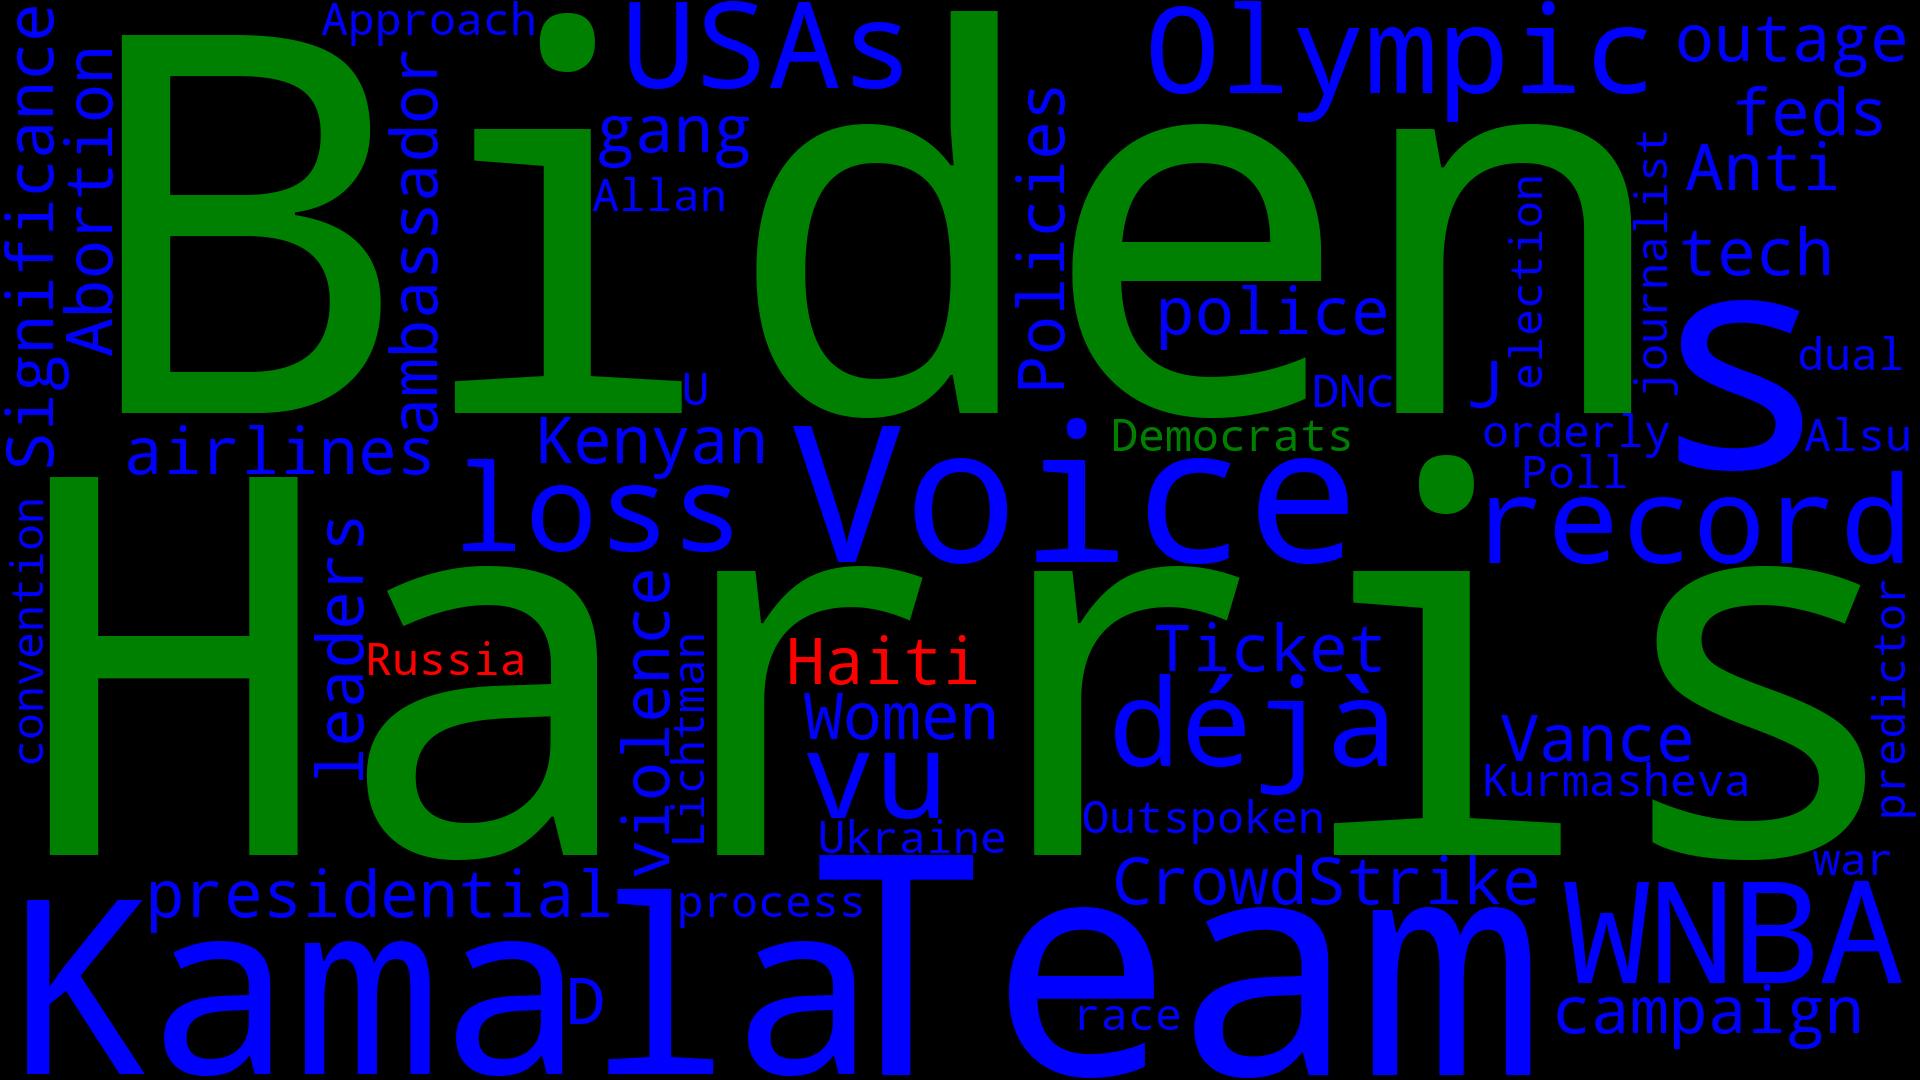 Approach
USAs
Olympic
outage
Significance
Abortion
Biden
ambassador
gang
Allan
Policies
feds
Anti
journalist
election
tech
police
s
dual
U
DNC
J
airlines
Kenyan
Voice
Democrats
orderly
Alsu
Poll
loss
record
convention
Harris
leaders
Russia
violence
Lichtman
Haiti
Ticket
Women
déjà
Vance
predictor
vu
Kurmasheva
Outspoken
Ukraine
war
presidential
process
CrowdStrike
WNBA
Kamala
Team
D
race
campaign